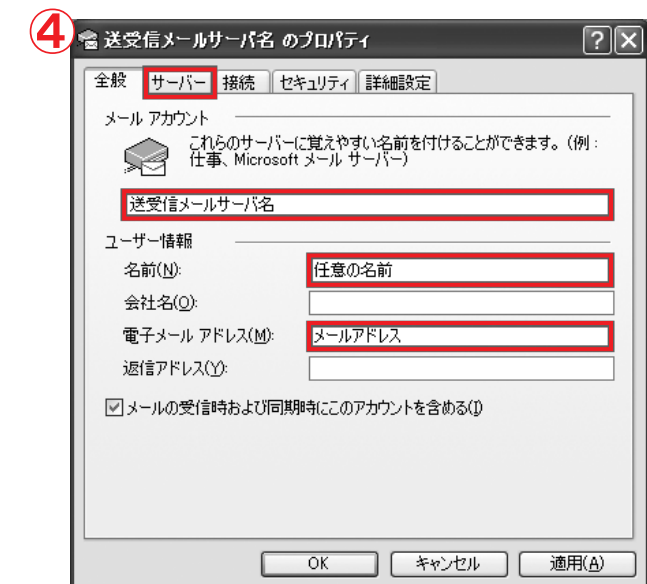 ④
送受信メールサーバ名 のプロパティ
全般 サーバー 接続 セキュリティ 詳細設定
メール アカウント
これらのサーバーに覚えやすい名前を付けることができます。(例：
仕事、Microsoft メール サーバー)
送受信メールサーバ名
ユーザー情報
名前(N): 任意の名前
会社名(O):
電子メール アドレス(M): メールアドレス
返信アドレス(Y):
メールの受信時および同期時にこのアカウントを含める(I)
OK キャンセル 適用(A)